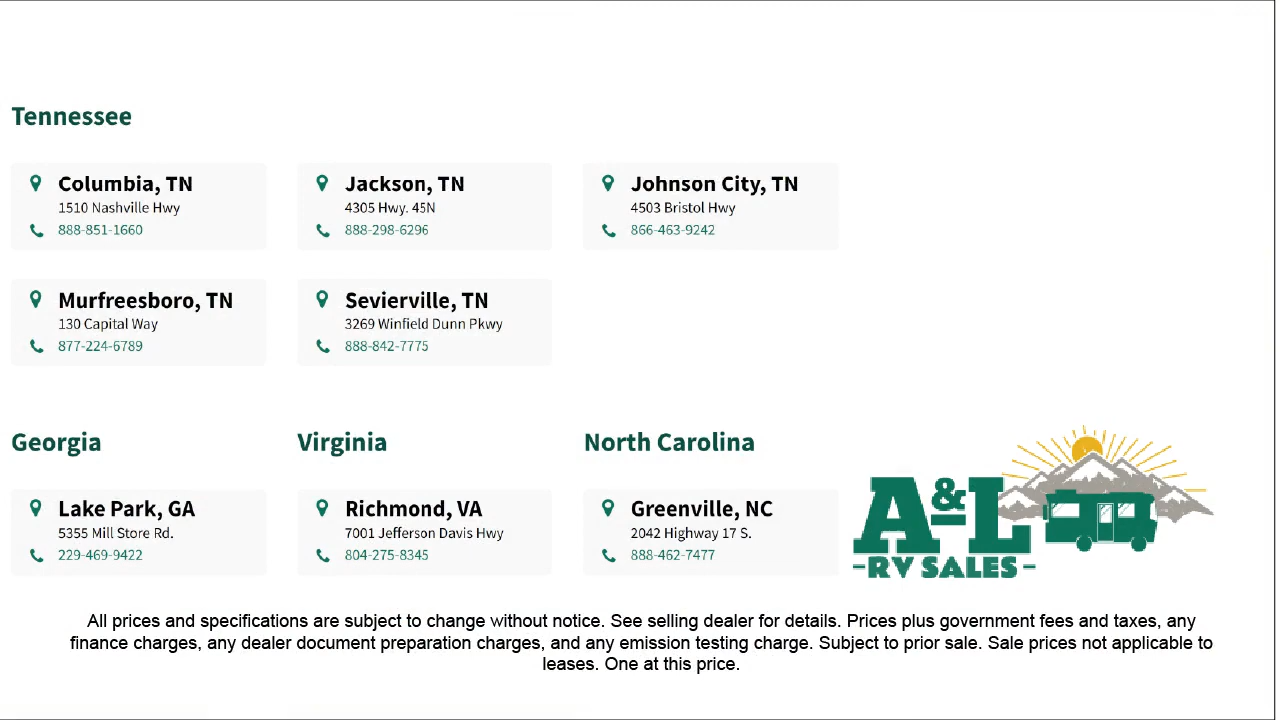 Tennessee
Columbia, TN
1510 Nashville Hwy
888-851-1660
Jackson, TN
4305 Hwy. 45N
888-298-6296
Johnson City, TN
4503 Bristol Hwy
866-463-9242
Murfreesboro, TN
130 Capital Way
877-224-6789
Sevierville, TN
3269 Winfield Dunn Pkwy
888-842-7775
Georgia
Lake Park, GA
5355 Mill Store Rd.
229-469-9422
Virginia
Richmond, VA
7001 Jefferson Davis Hwy
804-275-8345
North Carolina
Greenville, NC
2042 Highway 17 S.
888-462-7477
A&L
-RV SALES-
All prices and specifications are subject to change without notice. See selling dealer for details. Prices plus government fees and taxes, any
finance charges, any dealer document preparation charges, and any emission testing charge. Subject to prior sale. Sale prices not applicable to
leases. One at this price.